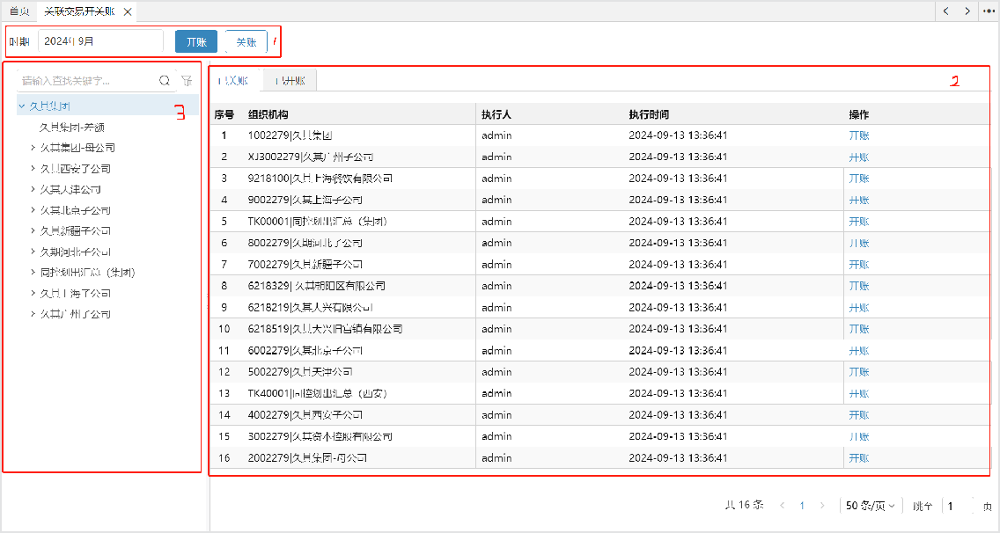 首页 关联交易开关账
时期 2024年9月 开账 关账 1
请输入查找关键字...
已关账 已开账 2
久其集团 3
久其集团-差额
久其集团-母公司
久其西安子公司
久其天津公司
久其北京子公司
久其新疆子公司
久期河北子公司
同控划出汇总（集团）
久其上海子公司
久其广州子公司
序号 组织机构 执行人 执行时间 操作
1 1002279|久其集团 admin 2024-09-13 13:36:41 开账
2 XJ3002279|久其广州子公司 admin 2024-09-13 13:36:41 开账
3 9218100|久其上海餐饮有限公司 admin 2024-09-13 13:36:41 开账
4 9002279|久其上海子公司 admin 2024-09-13 13:36:41 开账
5 TK00001|同控划出汇总（集团） admin 2024-09-13 13:36:41 开账
6 8002279|久期河北子公司 admin 2024-09-13 13:36:41 开账
7 7002279|久其新疆子公司 admin 2024-09-13 13:36:41 开账
8 6218329| 久其朝阳区有限公司 admin 2024-09-13 13:36:41 开账
9 6218219|久其大兴有限公司 admin 2024-09-13 13:36:41 开账
10 6218519|久其大兴旧宫镇有限公司 admin 2024-09-13 13:36:41 开账
11 6002279|久其北京子公司 admin 2024-09-13 13:36:41 开账
12 5002279|久其天津公司 admin 2024-09-13 13:36:41 开账
13 TK40001|同控划出汇总（西安） admin 2024-09-13 13:36:41 开账
14 4002279|久其西安子公司 admin 2024-09-13 13:36:41 开账
15 3002279|久其资本控股有限公司 admin 2024-09-13 13:36:41 开账
16 2002279|久其集团-母公司 admin 2024-09-13 13:36:41 开账
共 16 条 1 50 条/页 跳至 1 页